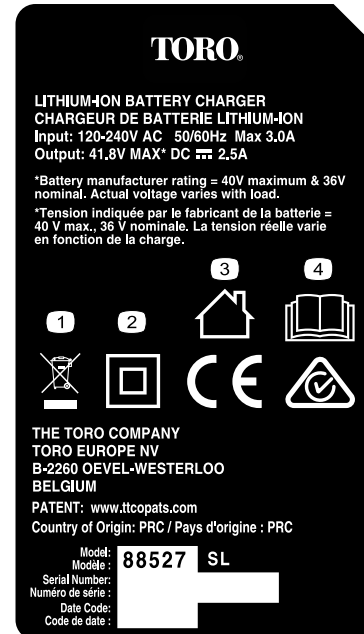 TORO®
LITHIUM-ION BATTERY CHARGER
CHARGEUR DE BATTERIE LITHIUM-ION
Input: 120-240V AC 50/60Hz Max 3.0A
Output: 41.8V MAX* DC ⎓ 2.5A
*Battery manufacturer rating = 40V maximum & 36V
nominal. Actual voltage varies with load.
*Tension indiquée par le fabricant de la batterie =
40 V max., 36 V nominale. La tension réelle varie
en fonction de la charge.
3 4
1 2
CE
THE TORO COMPANY
TORO EUROPE NV
B-2260 OEVEL-WESTERLOO
BELGIUM
PATENT: www.ttcopats.com
Country of Origin: PRC / Pays d'origine : PRC
Model:
Modèle :
88527 SL
Serial Number:
Numéro de série :
Date Code:
Code de date :